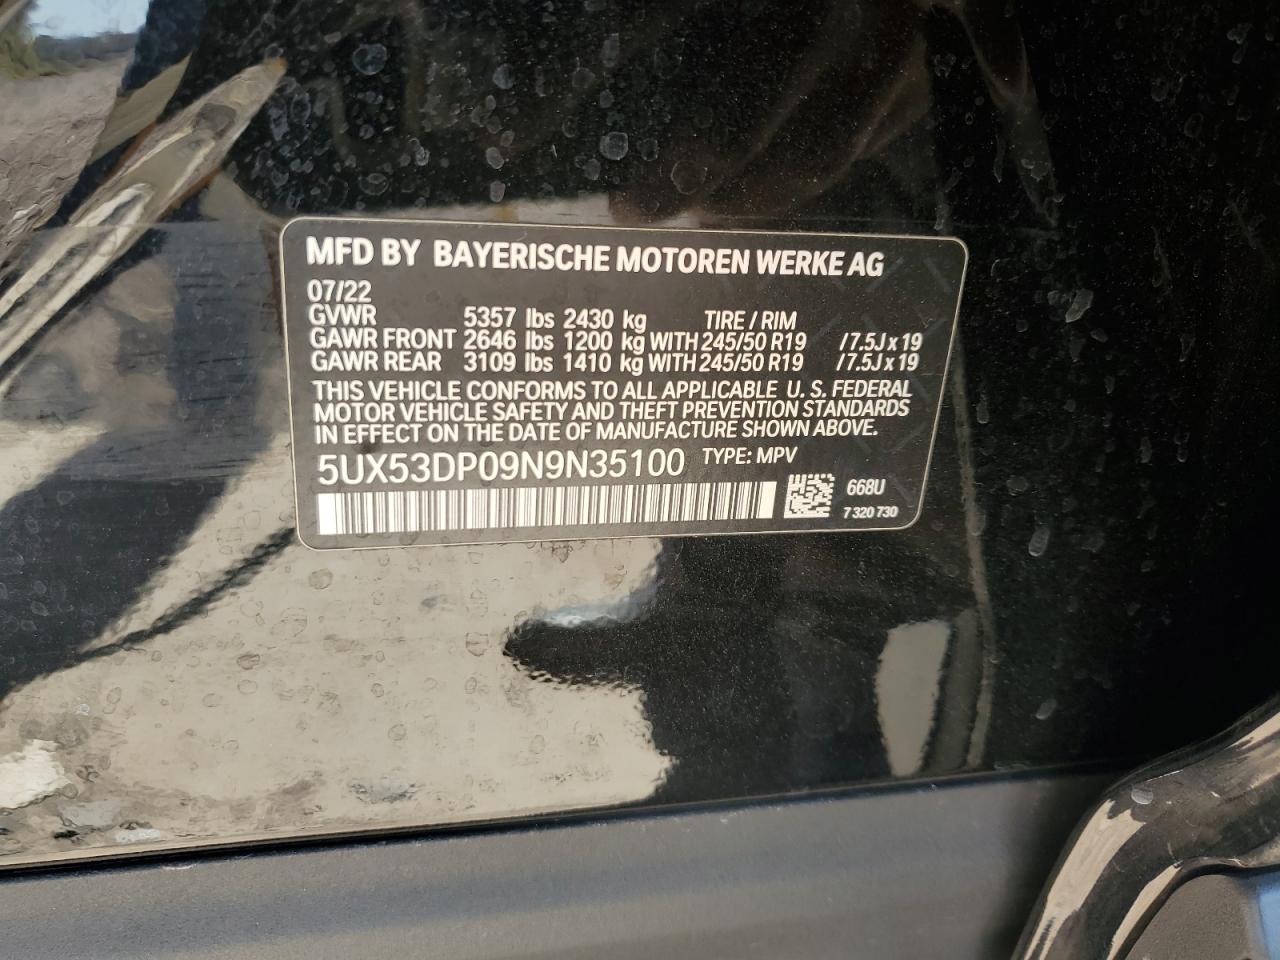 MFD BY BAYERISCHE MOTOREN WERKE AG
07/22
GVWR 5357 lbs 2430 kg TIRE / RIM
GAWR FRONT 2646 lbs 1200 kg WITH 245/50 R19 /7.5J x 19
GAWR REAR 3109 lbs 1410 kg WITH 245/50 R19 /7.5J x 19
THIS VEHICLE CONFORMS TO ALL APPLICABLE U. S. FEDERAL
MOTOR VEHICLE SAFETY AND THEFT PREVENTION STANDARDS
IN EFFECT ON THE DATE OF MANUFACTURE SHOWN ABOVE.
5UX53DP09N9N35100 TYPE: MPV
668U
7 320 730